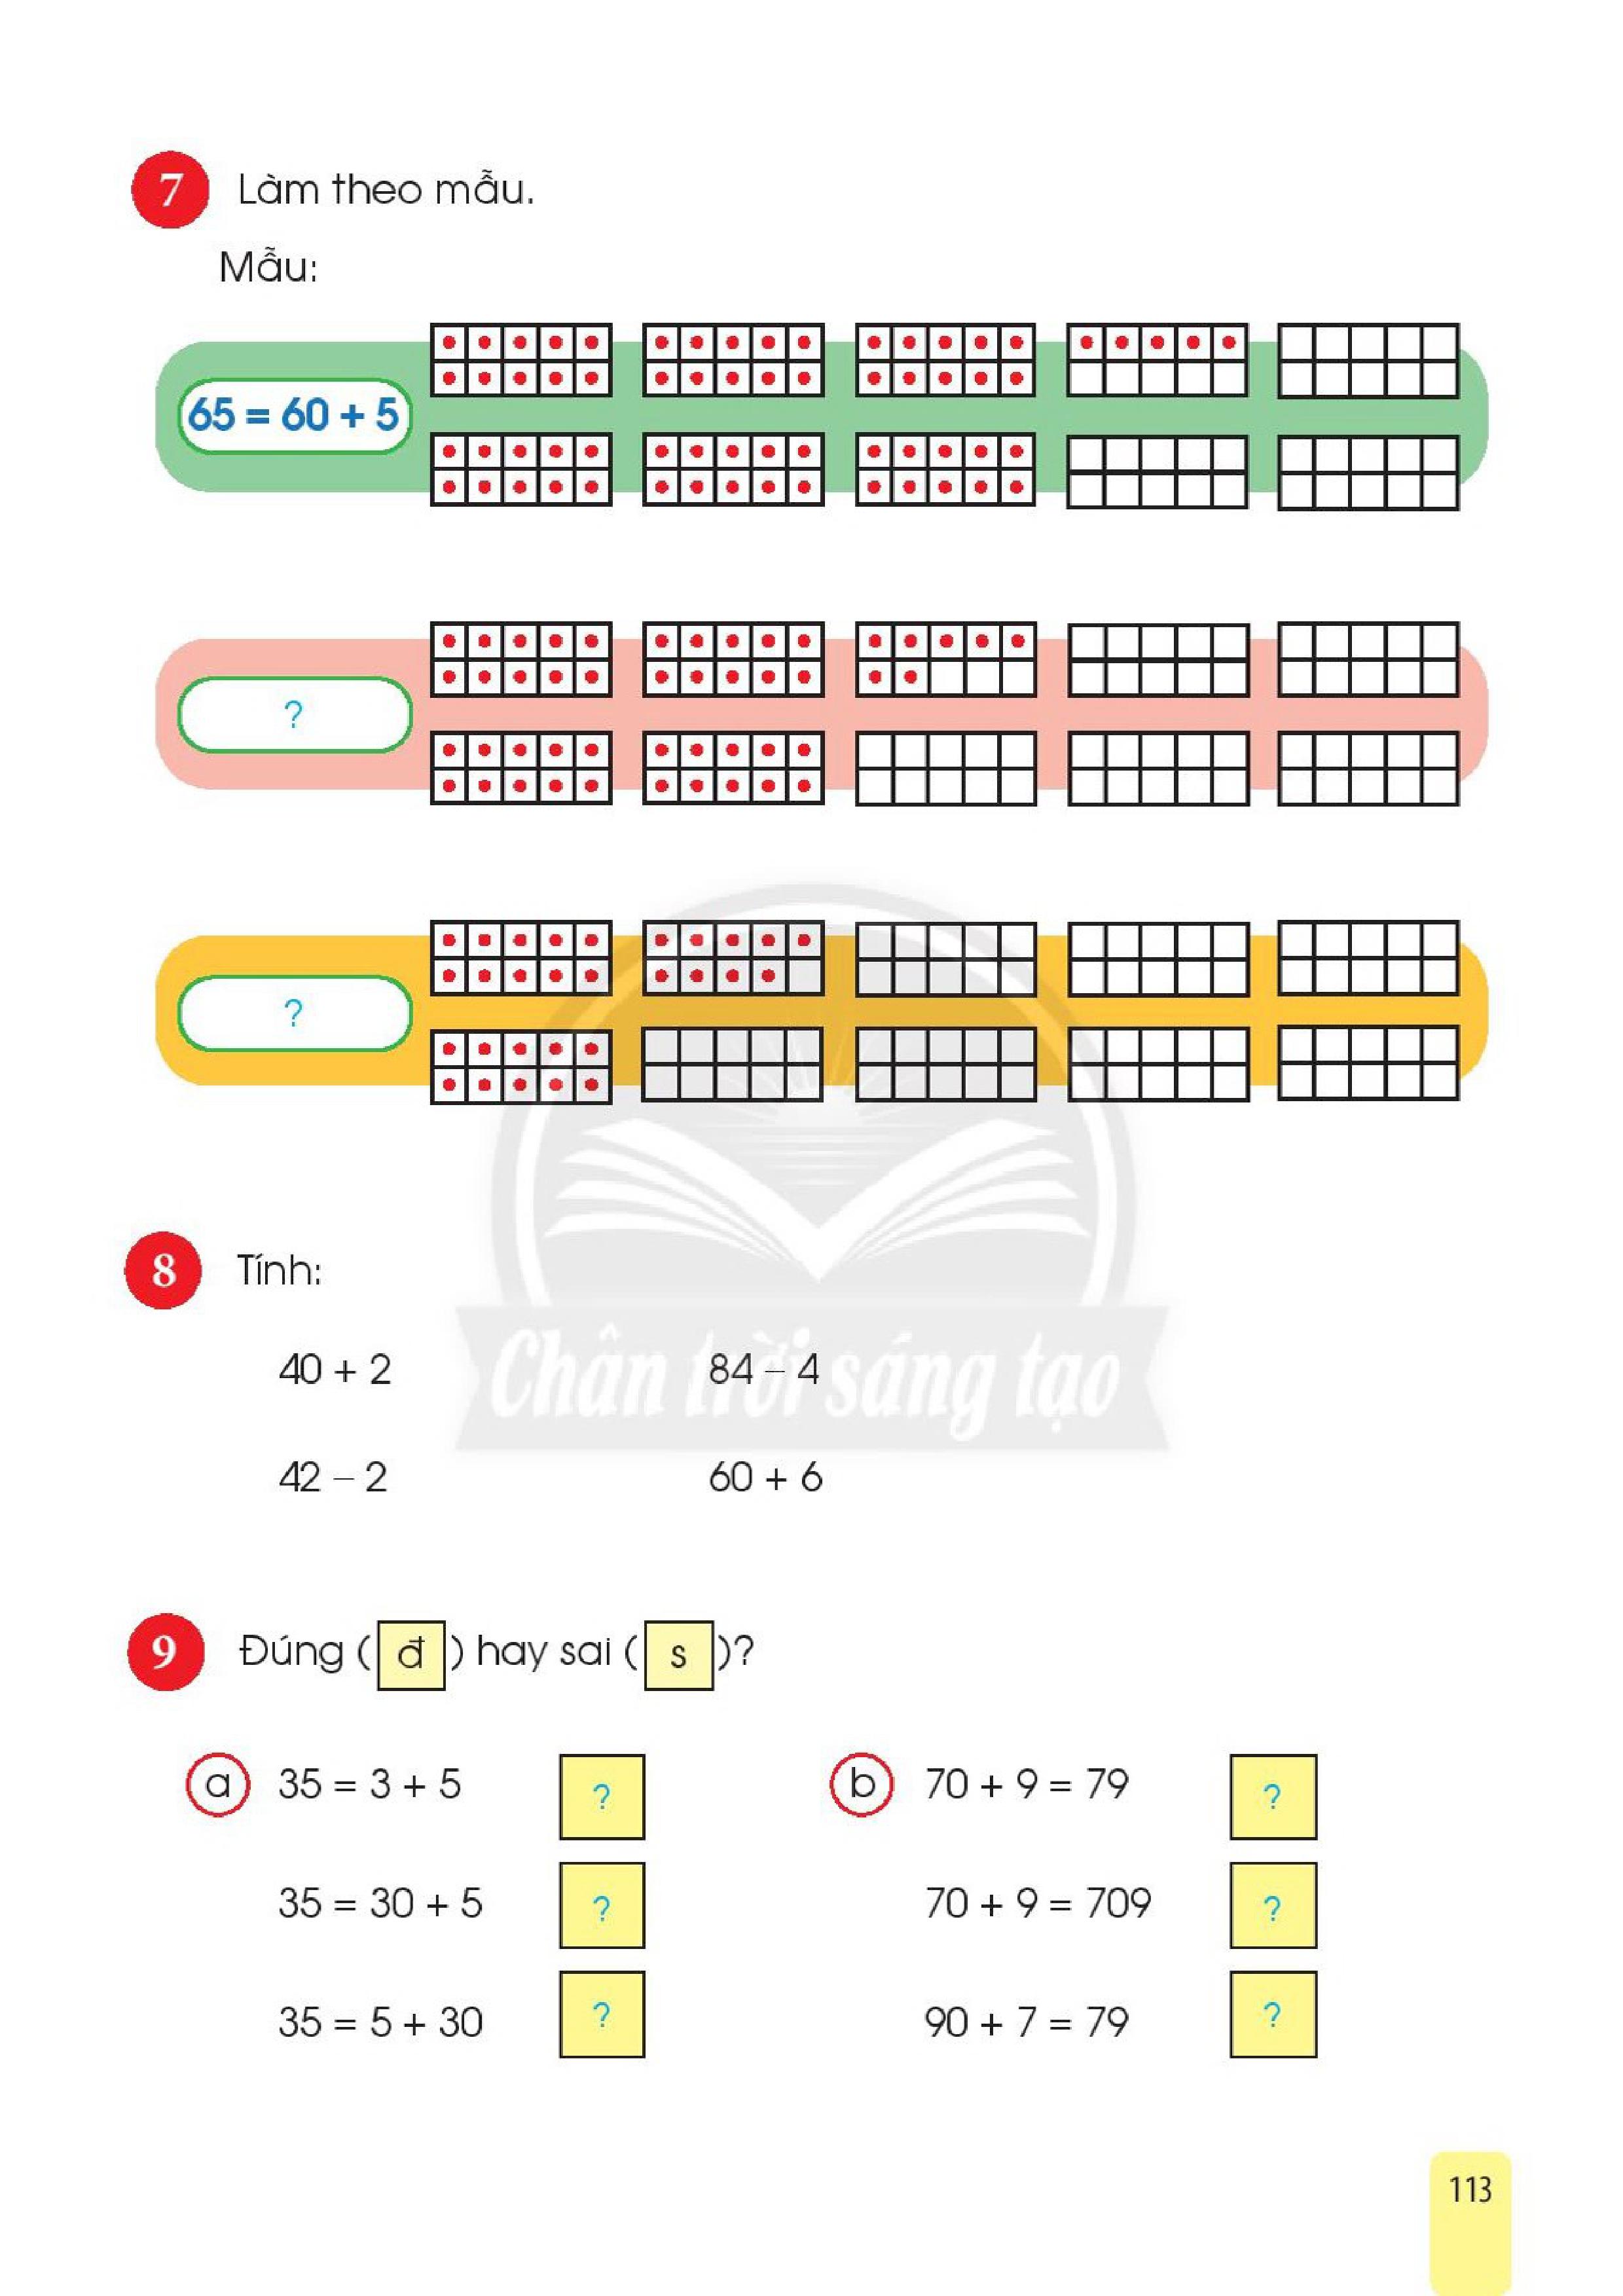 7 Làm theo mẫu.
Mẫu:
65 = 60 + 5
?
?
8 Tính:
40 + 2 84 – 4
42 – 2 60 + 6
Chân trời sáng tạo
9 Đúng ( đ ) hay sai ( s )?
a 35 = 3 + 5 ? b 70 + 9 = 79 ?
35 = 30 + 5 ? 70 + 9 = 709 ?
35 = 5 + 30 ? 90 + 7 = 79 ?
113